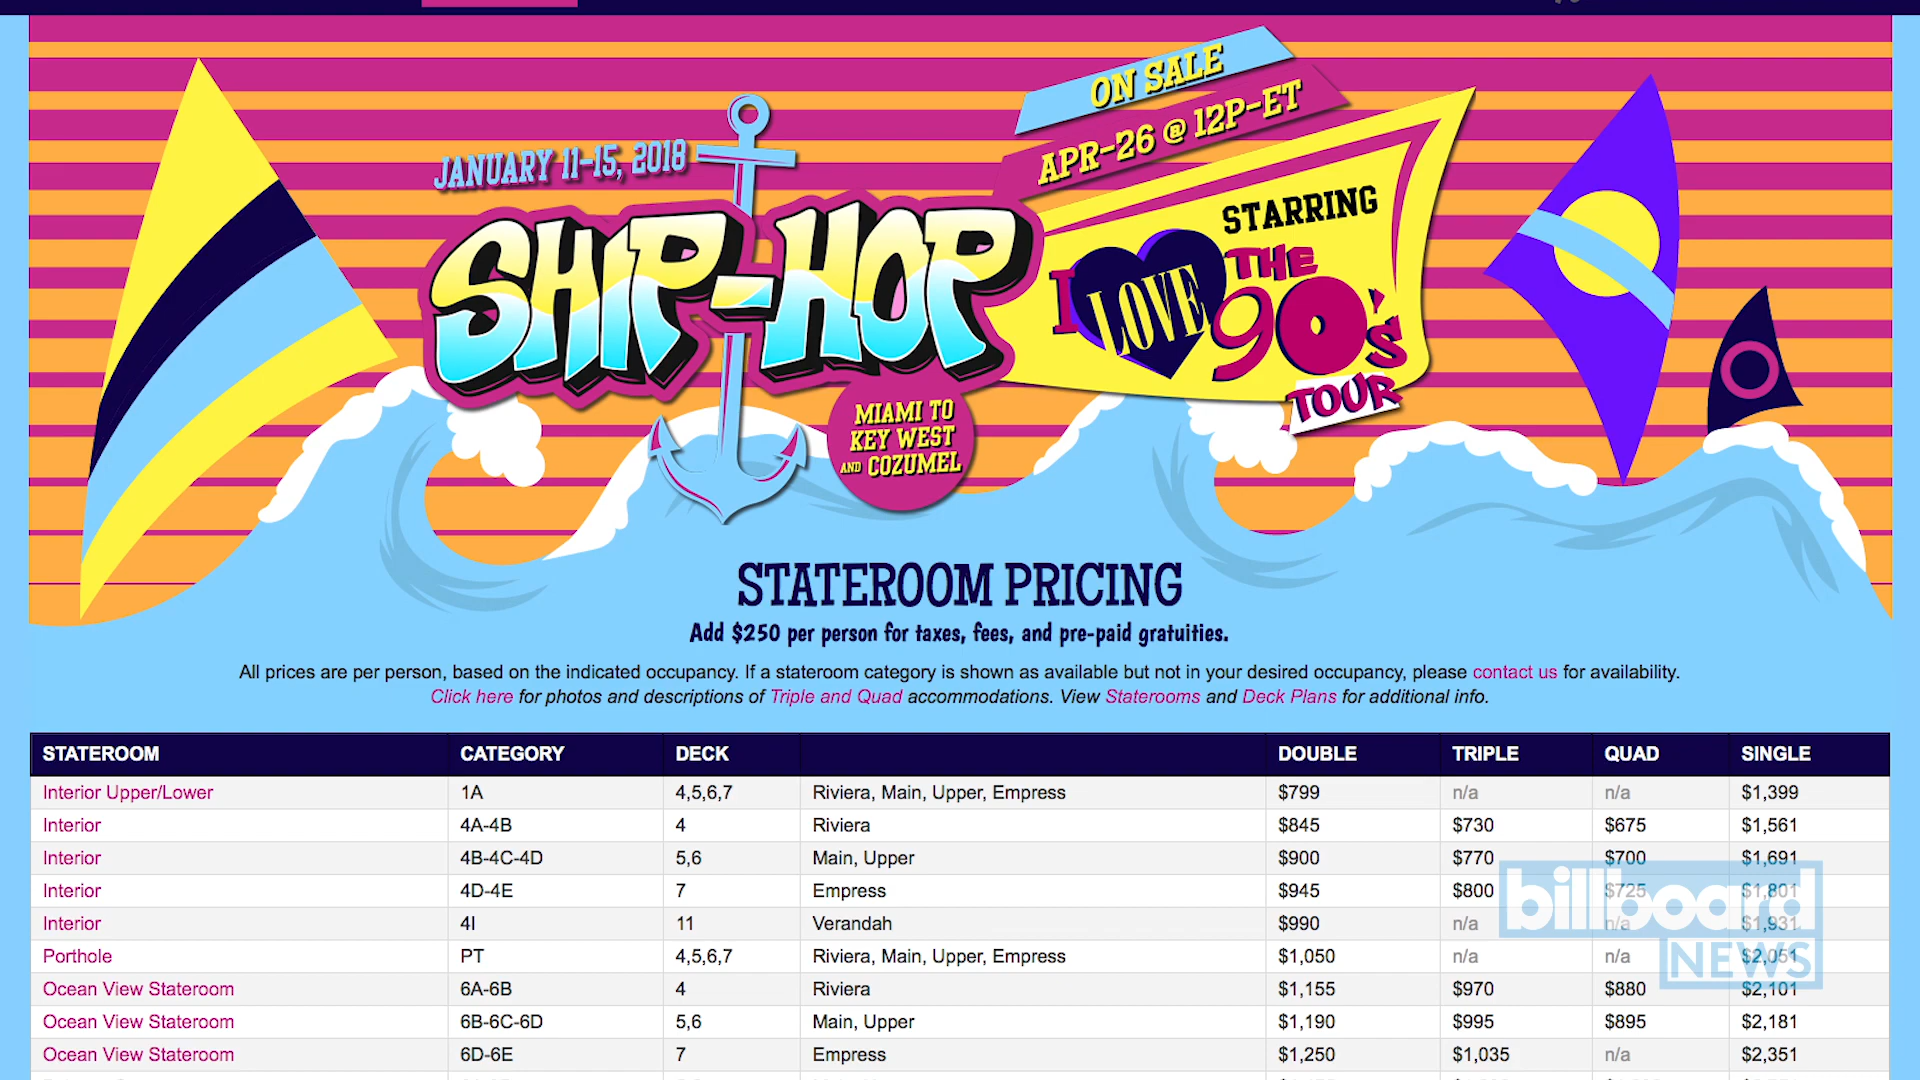 ON SALE
APR-26 @ 12P-ET
JANUARY 11-15, 2018
SHIP-HOP
STARRING
I LOVE THE 90's
TOUR
MIAMI TO
KEY WEST
AND COZUMEL
STATEROOM PRICING
Add $250 per person for taxes, fees, and pre-paid gratuities.
All prices are per person, based on the indicated occupancy. If a stateroom category is shown as available but not in your desired occupancy, please contact us for availability.
Click here for photos and descriptions of Triple and Quad accommodations. View Staterooms and Deck Plans for additional info.
STATEROOM CATEGORY DECK DOUBLE TRIPLE QUAD SINGLE
Interior Upper/Lower 1A 4,5,6,7 Riviera, Main, Upper, Empress $799 n/a n/a $1,399
Interior 4A-4B 4 Riviera $845 $730 $675 $1,561
Interior 4B-4C-4D 5,6 Main, Upper $900 $770 $700 $1,691
Interior 4D-4E 7 Empress $945 $800 $725 $1,801
Interior 4I 11 Verandah $990 n/a n/a $1,931
Porthole PT 4,5,6,7 Riviera, Main, Upper, Empress $1,050 n/a n/a $2,051
Ocean View Stateroom 6A-6B 4 Riviera $1,155 $970 $880 $2,101
Ocean View Stateroom 6B-6C-6D 5,6 Main, Upper $1,190 $995 $895 $2,181
Ocean View Stateroom 6D-6E 7 Empress $1,250 $1,035 n/a $2,351
billboard
NEWS